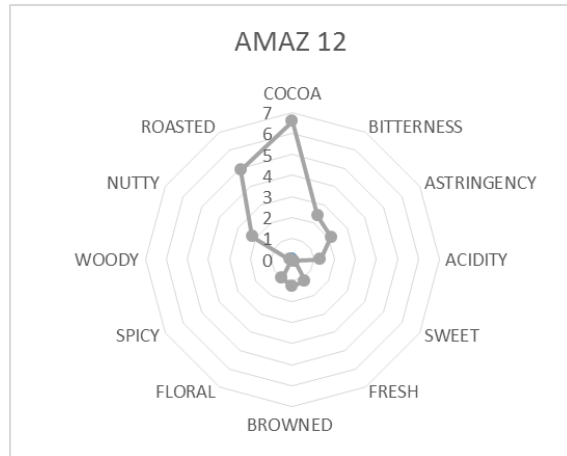 AMAZ 12
COCOA
ROASTED
BITTERNESS
NUTTY
ASTRINGENCY
WOODY
ACIDITY
SPICY
SWEET
FLORAL
FRESH
BROWNED
7
6
5
4
3
2
1
0